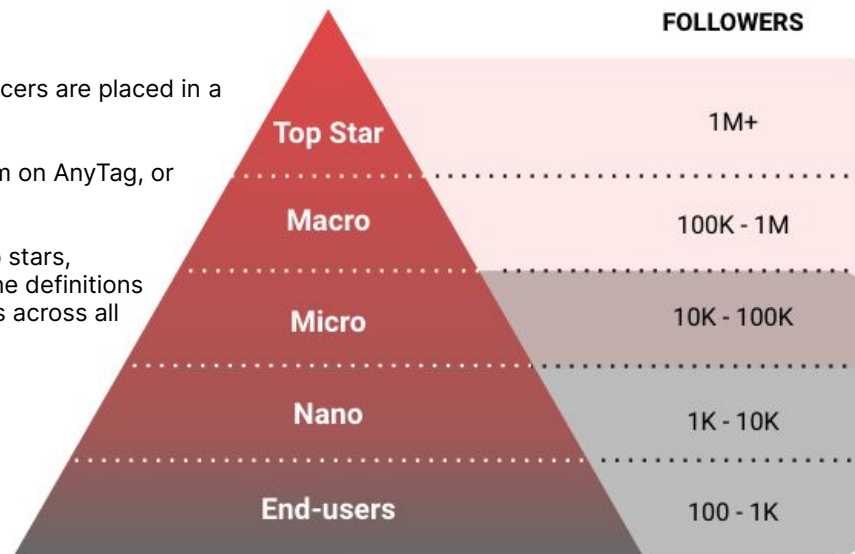 FOLLOWERS
cers are placed in a
on AnyTag, or
stars,
ne definitions
s across all
Top Star
1M+
Macro
100K - 1M
Micro
10K - 100K
Nano
1K - 10K
End-users
100 - 1K